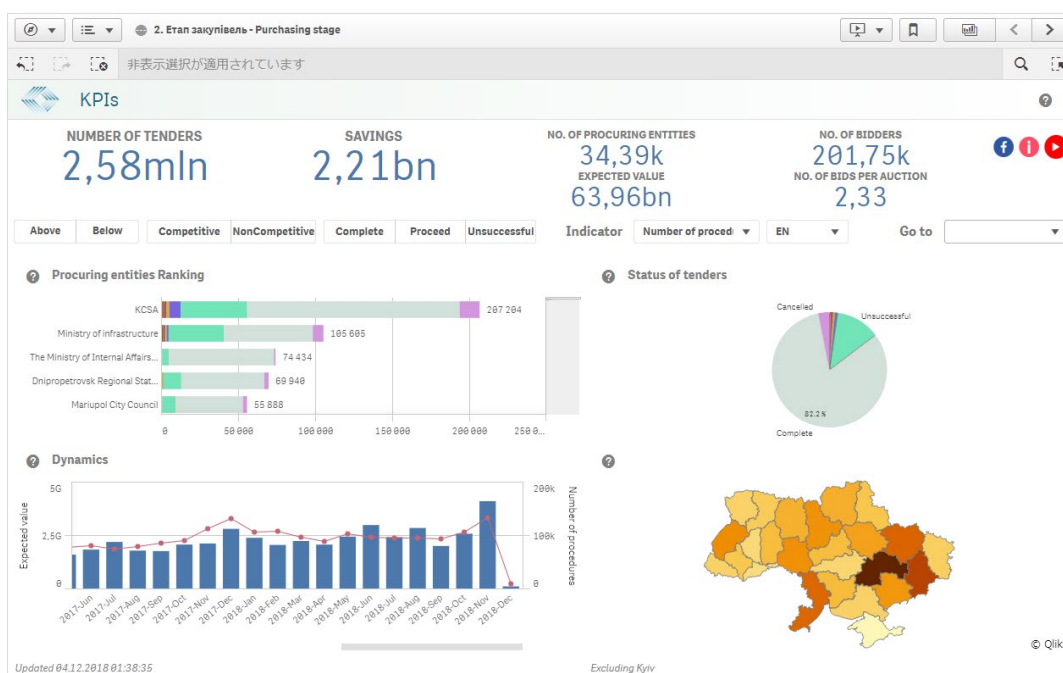 2. Етап закупівель - Purchasing stage
非表示選択が適用されています
KPIs
NUMBER OF TENDERS
2,58mln
SAVINGS
2,21bn
NO. OF PROCURING ENTITIES
34,39k
EXPECTED VALUE
63,96bn
NO. OF BIDDERS
201,75k
NO. OF BIDS PER AUCTION
2,33
Above Below Competitive NonCompetitive Complete Proceed Unsuccessful Indicator Number of proced EN Go to
Procuring entities Ranking
KCSA 207 204
Ministry of infrastructure 105 605
The Ministry of Internal Affairs... 74 434
Dnipropetrovsk Regional Stat... 69 940
Mariupol City Council 55 888
0 50 000 100 000 150 000 200 000 250 0...
Status of tenders
Cancelled
Unsuccessful
82.2%
Complete
Dynamics
Expected value
5G
2.5G
0
200k
100k
0
Number of procedures
2017-Jun 2017-Jul 2017-Aug 2017-Sep 2017-Oct 2017-Nov 2017-Dec 2018-Jan 2018-Feb 2018-Mar 2018-Apr 2018-May 2018-Jun 2018-Jul 2018-Aug 2018-Sep 2018-Oct 2018-Nov 2018-Dec
© Qlik
Updated 04.12.2018 01:38:35
Excluding Kyiv